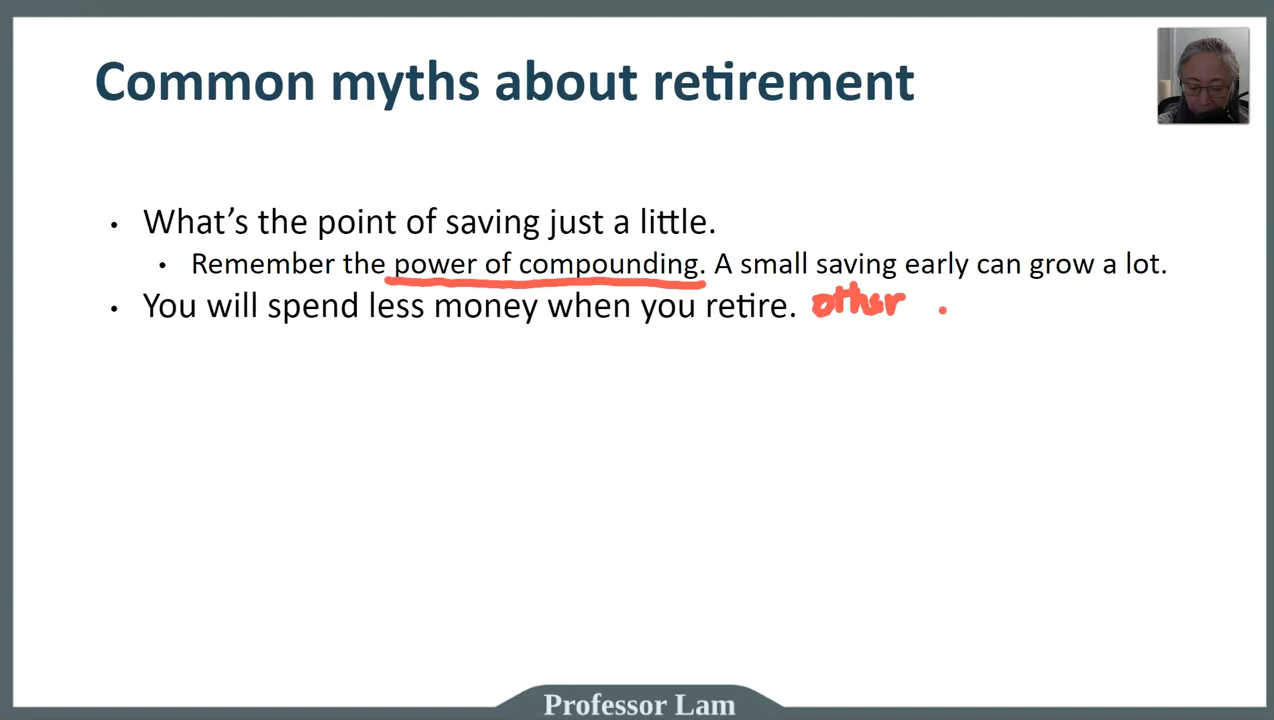 Common myths about retirement
• What’s the point of saving just a little.
• Remember the power of compounding. A small saving early can grow a lot.
• You will spend less money when you retire. other
Professor Lam